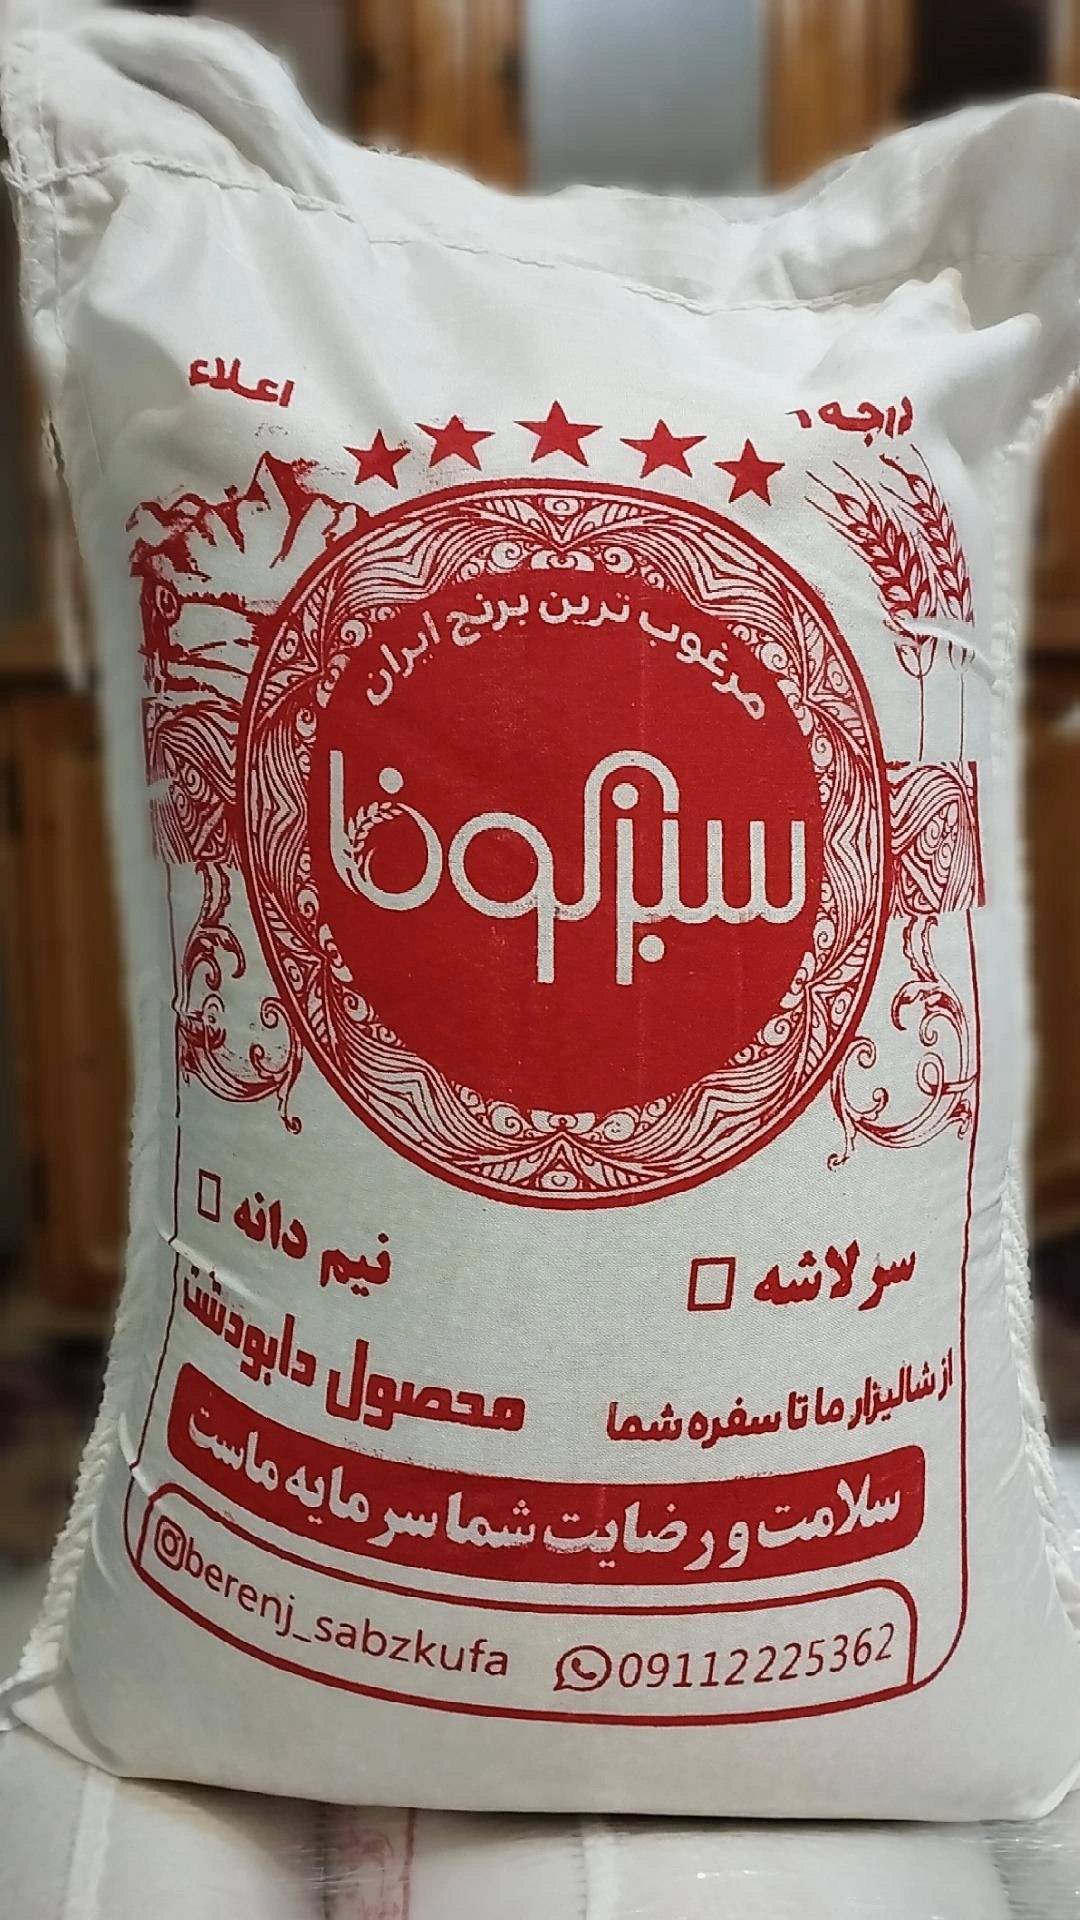 درجه ۱
اعلاء
مرغوب ترین برنج ایران
سبزکوفا
سرلاشه
نیم دانه
از شالیزار ما تا سفره شما
محصول دابودشت
سلامت و رضایت شما سرمایه ماست
berenj_sabzkufa
09112225362